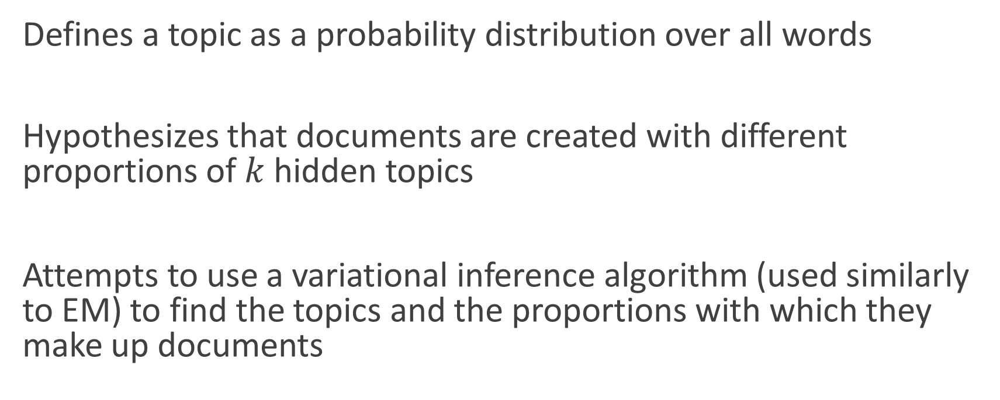 Defines a topic as a probability distribution over all words
Hypothesizes that documents are created with different
proportions of k hidden topics
Attempts to use a variational inference algorithm (used similarly
to EM) to find the topics and the proportions with which they
make up documents